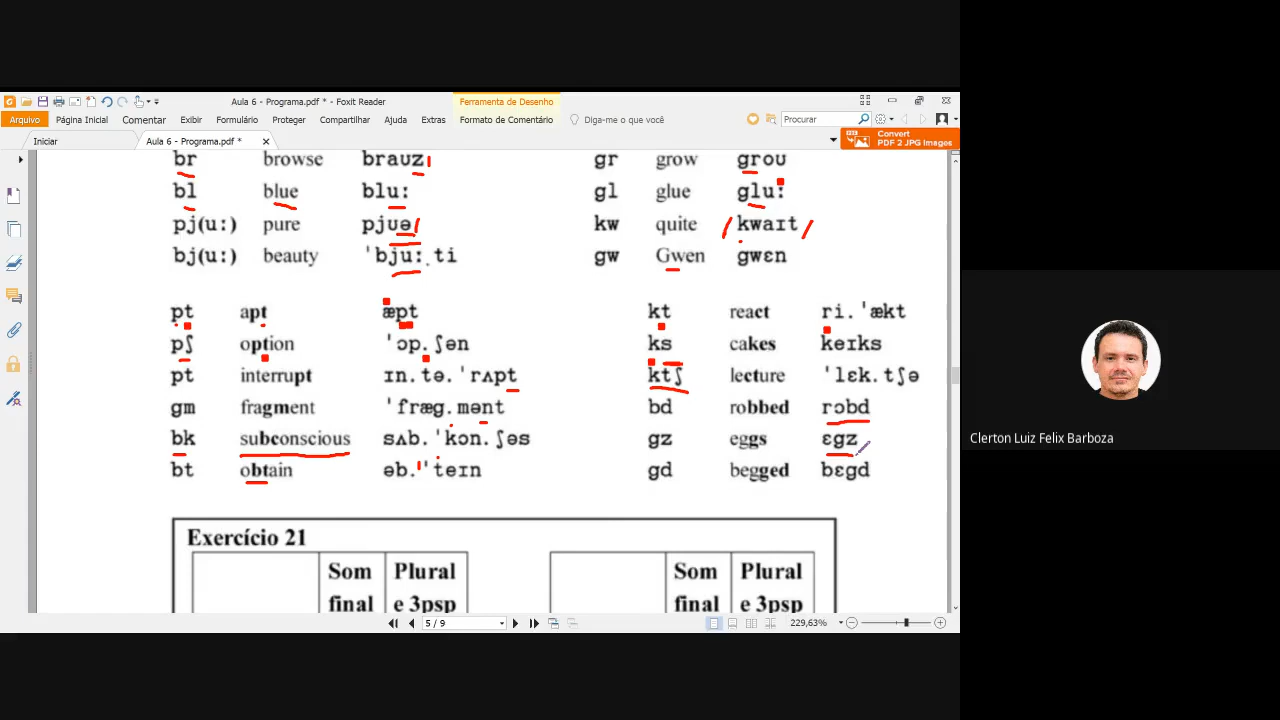 Aula 6 - Programa.pdf * - Foxit Reader
Ferramenta de Desenho
Arquivo Página Inicial Comentar Exibir Formulário Proteger Compartilhar Ajuda Extras Formato de Comentário Diga-me o que você Procurar
Iniciar Aula 6 - Programa.pdf *
Convert
PDF 2 JPG Images
br browse braʊz gr grow groʊ
bl blue bluː gl glue gluː
pj(uː) pure pjʊə kw quite kwaɪt
bj(uː) beauty ˈbjuː.ti gw Gwen gwɛn
pt apt æpt kt react ri.ˈækt
pʃ option ˈɔp.ʃən ks cakes keɪks
pt interrupt ɪn.tə.ˈrʌpt ktʃ lecture ˈlɛk.tʃə
gm fragment ˈfræg.mənt bd robbed rɔbd
bk subconscious sʌb.ˈkɔn.ʃəs gz eggs ɛgz
bt obtain əb.ˈteɪn gd begged bɛgd
Exercício 21
Som Plural Som Plural
final e 3psp final e 3psp
5 / 9 229,63%
Clerton Luiz Felix Barboza